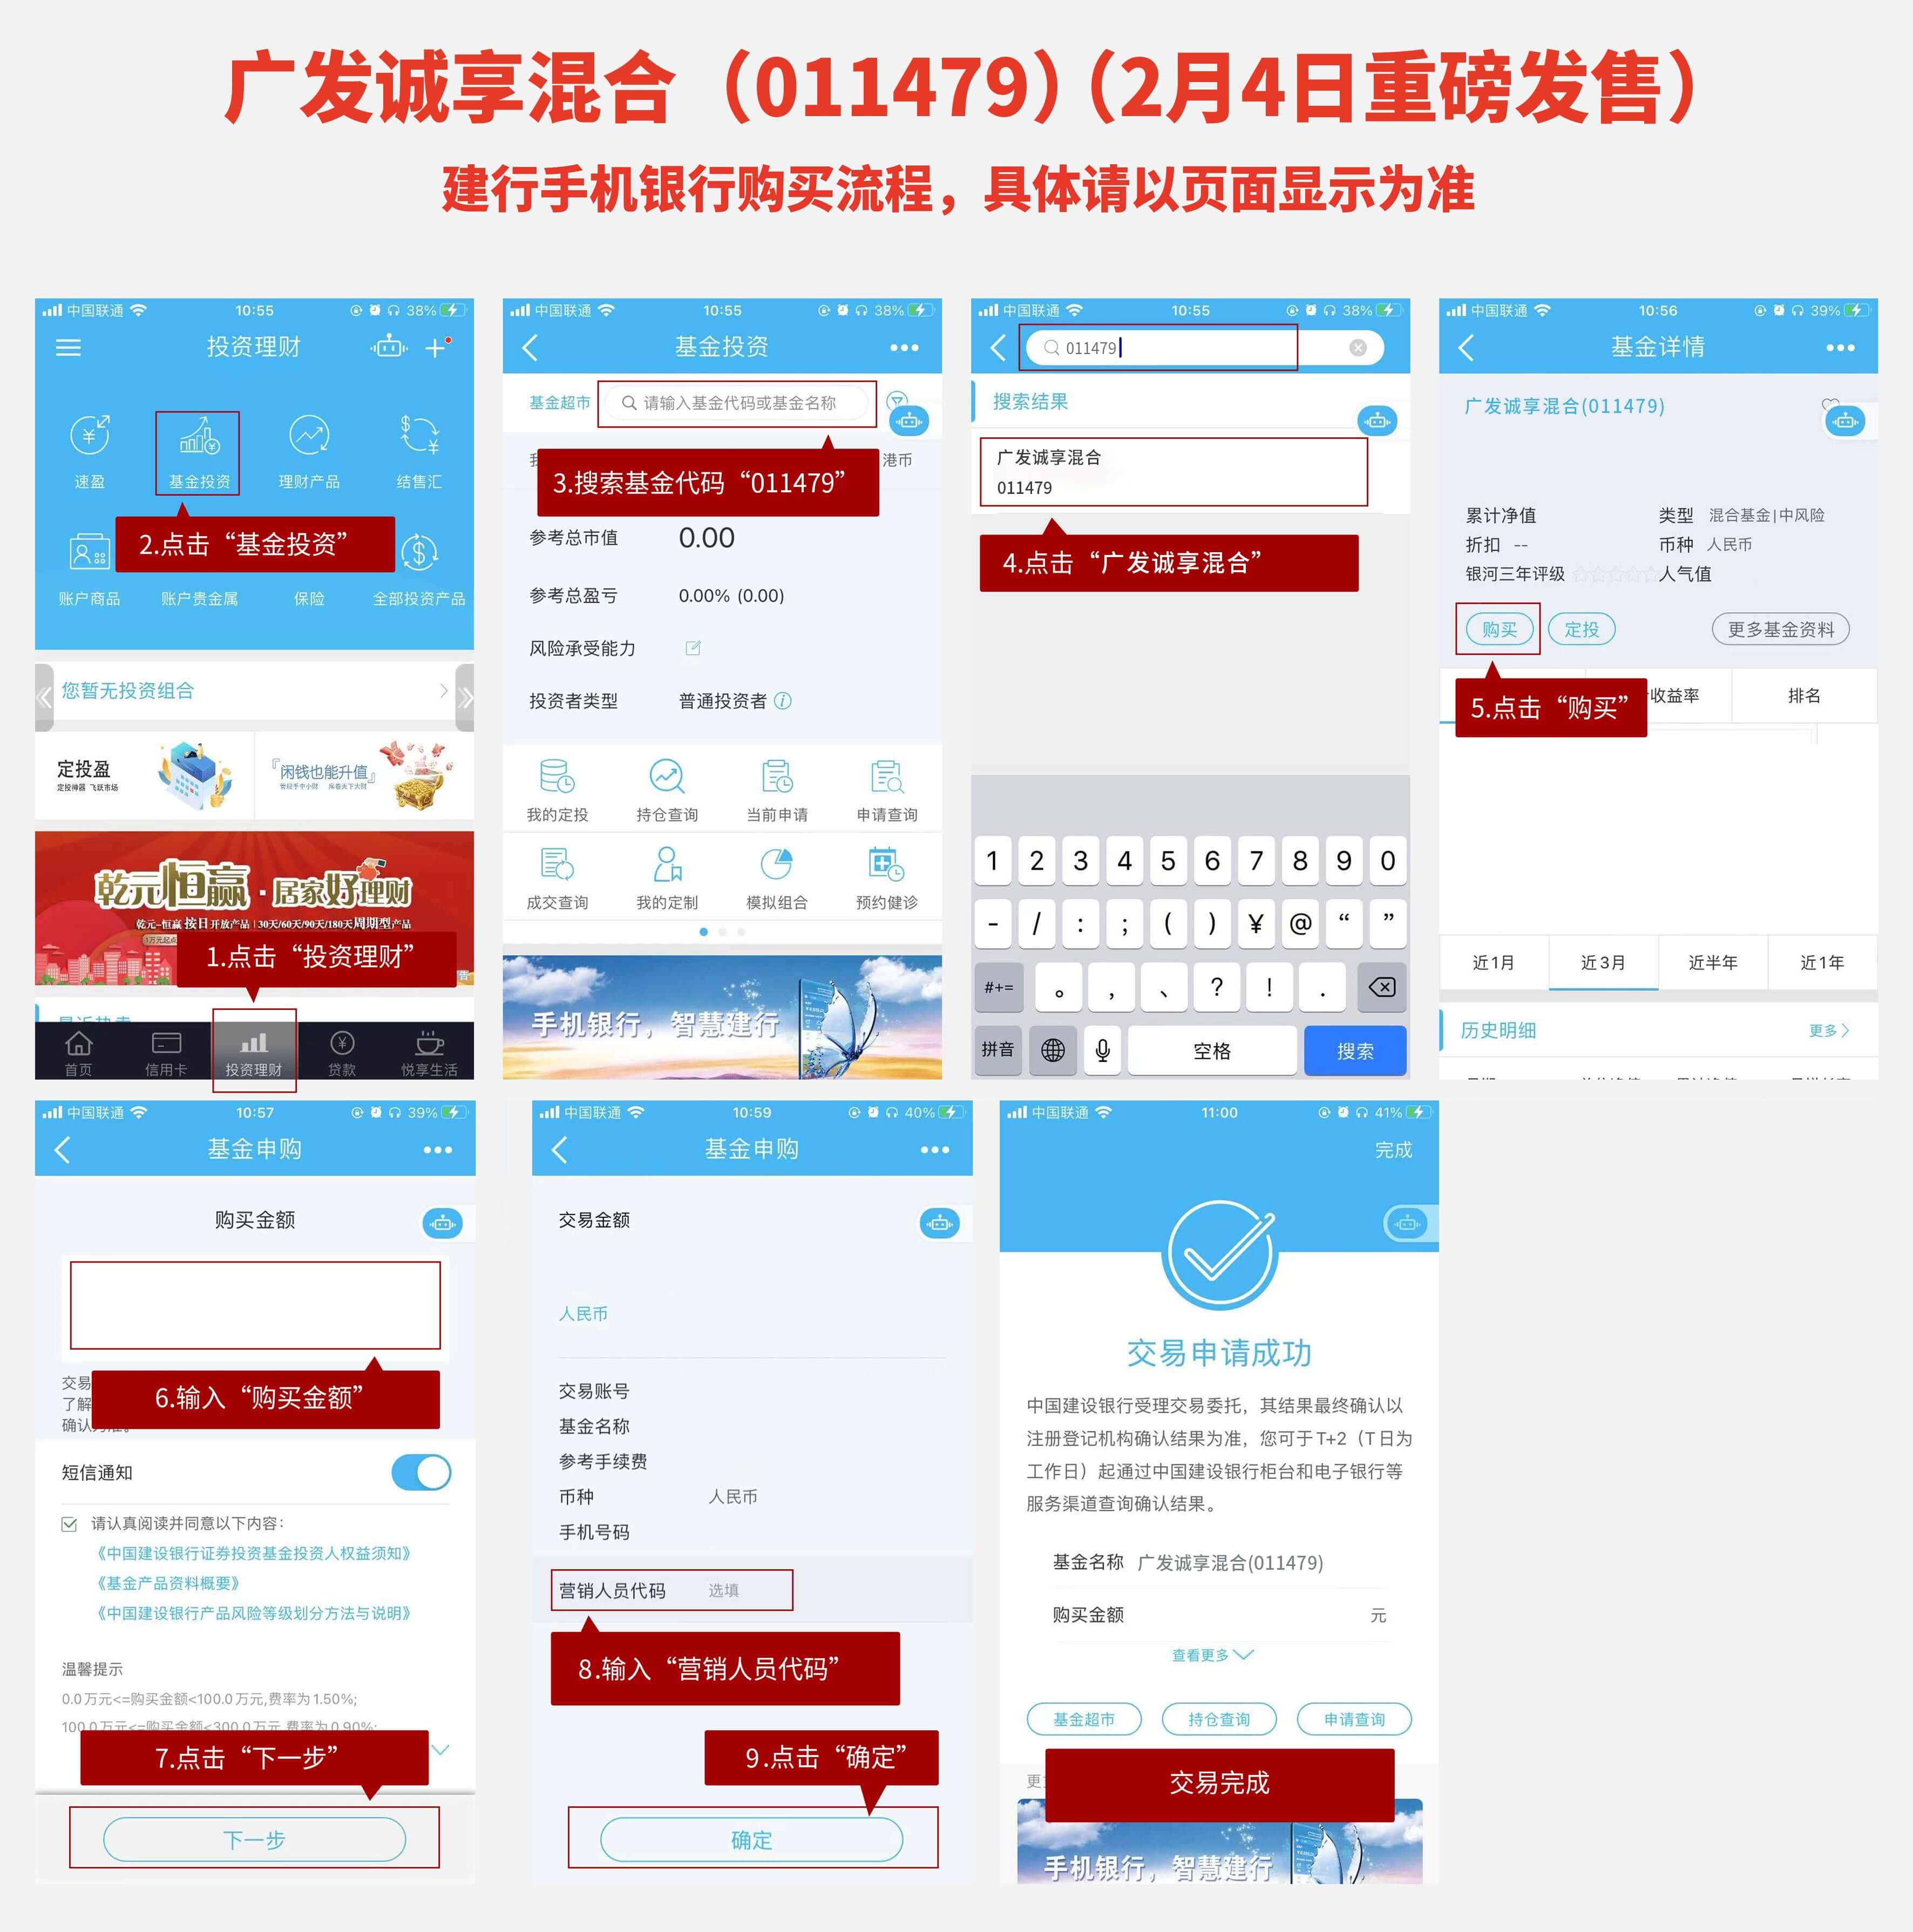 广发诚享混合（011479）（2月4日重磅发售）
建行手机银行购买流程，具体请以页面显示为准
中国联通 10:55 38%
投资理财
速盈 基金投资 理财产品 结售汇
2.点击“基金投资”
账户商品 账户贵金属 保险 全部投资产品
您暂无投资组合
定投盈
定投神器 飞跃市场
『闲钱也能升值』
乾元恒赢·居家好理财
乾元-恒赢 按日开放产品 | 30天/60天/90天/180天周期型产品
1.点击“投资理财”
首页 信用卡 投资理财 贷款 悦享生活
中国联通 10:55 38%
基金投资
基金超市 请输入基金代码或基金名称
港币
3.搜索基金代码“011479”
参考总市值 0.00
参考总盈亏 0.00% (0.00)
风险承受能力
投资者类型 普通投资者
我的定投 持仓查询 当前申请 申请查询
成交查询 我的定制 模拟组合 预约健诊
手机银行，智慧建行
中国联通 10:55 38%
011479
搜索结果
广发诚享混合
011479
4.点击“广发诚享混合”
1 2 3 4 5 6 7 8 9 0
- / : ; ( ) ¥ @ “ ”
#+= 。 , 、 ? ! .
拼音 空格 搜索
中国联通 10:56 39%
基金详情
广发诚享混合(011479)
累计净值 类型 混合基金|中风险
折扣 -- 币种 人民币
银河三年评级 人气值
购买 定投 更多基金资料
收益率 排名
5.点击“购买”
近1月 近3月 近半年 近1年
历史明细 更多
中国联通 10:57 39%
基金申购
购买金额
交易
了解
确认
6.输入“购买金额”
短信通知
请认真阅读并同意以下内容：
《中国建设银行证券投资基金投资人权益须知》
《基金产品资料概要》
《中国建设银行产品风险等级划分方法与说明》
温馨提示
0.0万元<=购买金额<100.0万元,费率为1.50%;
100.0万元<=购买金额<300.0万元,费率为0.90%;
7.点击“下一步”
下一步
中国联通 10:59 40%
基金申购
交易金额
人民币
交易账号
基金名称
参考手续费
币种 人民币
手机号码
营销人员代码 选填
8.输入“营销人员代码”
9.点击“确定”
确定
中国联通 11:00 41%
完成
交易申请成功
中国建设银行受理交易委托，其结果最终确认以
注册登记机构确认结果为准，您可于T+2（T日为
工作日）起通过中国建设银行柜台和电子银行等
服务渠道查询确认结果。
基金名称 广发诚享混合(011479)
购买金额 元
查看更多
基金超市 持仓查询 申请查询
交易完成
手机银行，智慧建行